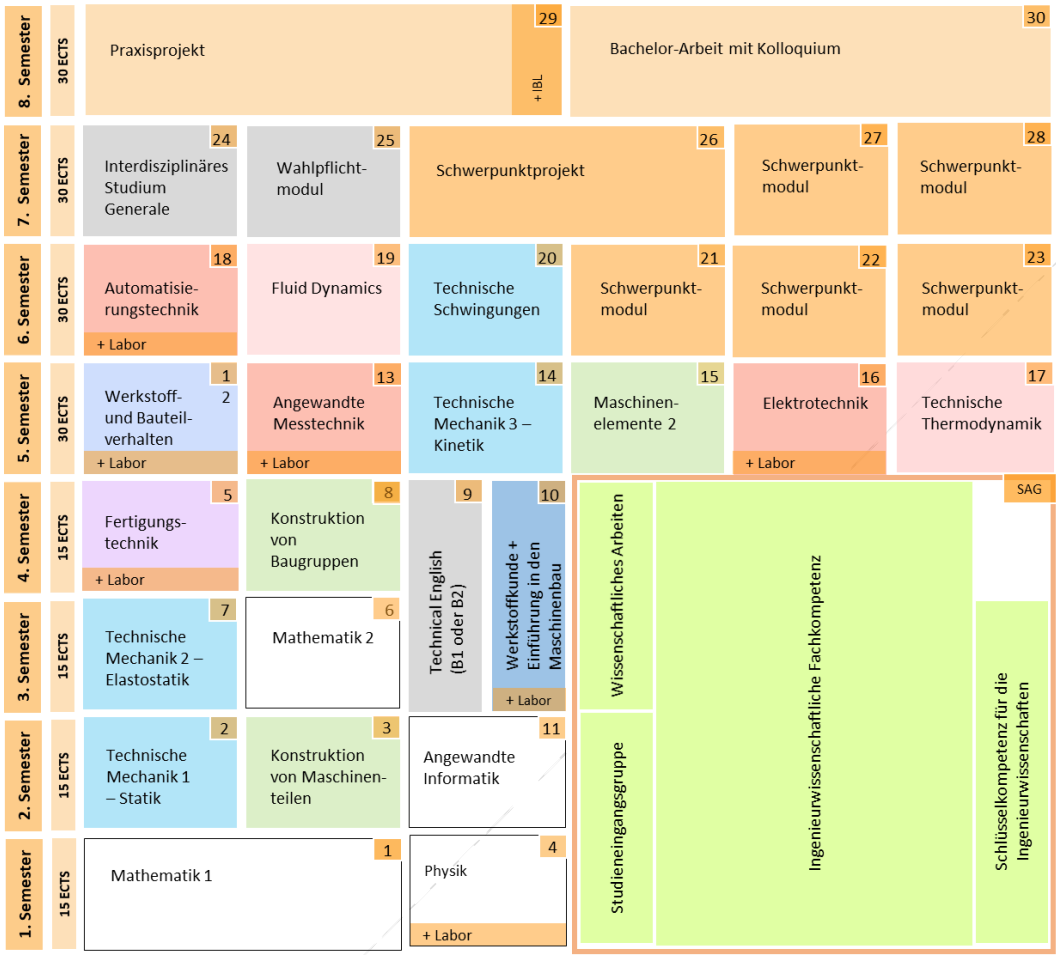 8. Semester
30 ECTS
Praxisprojekt
29
+ IBL
Bachelor-Arbeit mit Kolloquium
30
7. Semester
30 ECTS
24
Interdisziplinäres
Studium
Generale
25
Wahlpflicht-
modul
26
Schwerpunktprojekt
27
Schwerpunkt-
modul
28
Schwerpunkt-
modul
6. Semester
30 ECTS
18
Automatisie-
rungstechnik
+ Labor
19
Fluid Dynamics
20
Technische
Schwingungen
21
Schwerpunkt-
modul
22
Schwerpunkt-
modul
23
Schwerpunkt-
modul
5. Semester
30 ECTS
1
2
Werkstoff-
und Bauteil-
verhalten
+ Labor
13
Angewandte
Messtechnik
+ Labor
14
Technische
Mechanik 3 –
Kinetik
15
Maschinen-
elemente 2
16
Elektrotechnik
+ Labor
17
Technische
Thermodynamik
4. Semester
15 ECTS
5
Fertigungs-
technik
+ Labor
8
Konstruktion
von
Baugruppen
9
Technical English
(B1 oder B2)
10
Werkstoffkunde +
Einführung in den
Maschinenbau
+ Labor
SAG
Wissenschaftliches Arbeiten
Ingenieurwissenschaftliche Fachkompetenz
3. Semester
15 ECTS
7
Technische
Mechanik 2 –
Elastostatik
6
Mathematik 2
Schlüsselkompetenz für die
Ingenieurwissenschaften
2. Semester
15 ECTS
2
Technische
Mechanik 1
– Statik
3
Konstruktion
von Maschinen-
teilen
11
Angewandte
Informatik
Studieneingangsgruppe
1. Semester
15 ECTS
1
Mathematik 1
4
Physik
+ Labor